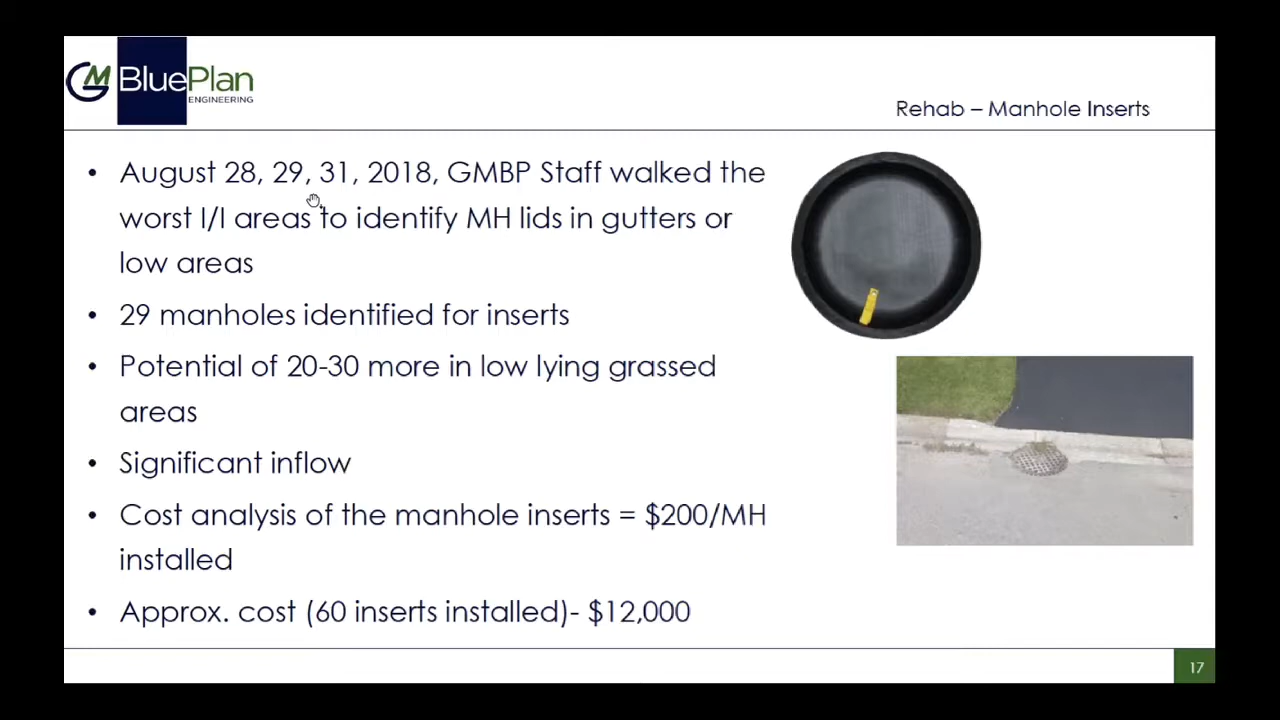 GM BluePlan
ENGINEERING
Rehab – Manhole Inserts
• August 28, 29, 31, 2018, GMBP Staff walked the
worst I/I areas to identify MH lids in gutters or
low areas
• 29 manholes identified for inserts
• Potential of 20-30 more in low lying grassed
areas
• Significant inflow
• Cost analysis of the manhole inserts = $200/MH
installed
• Approx. cost (60 inserts installed)- $12,000
17